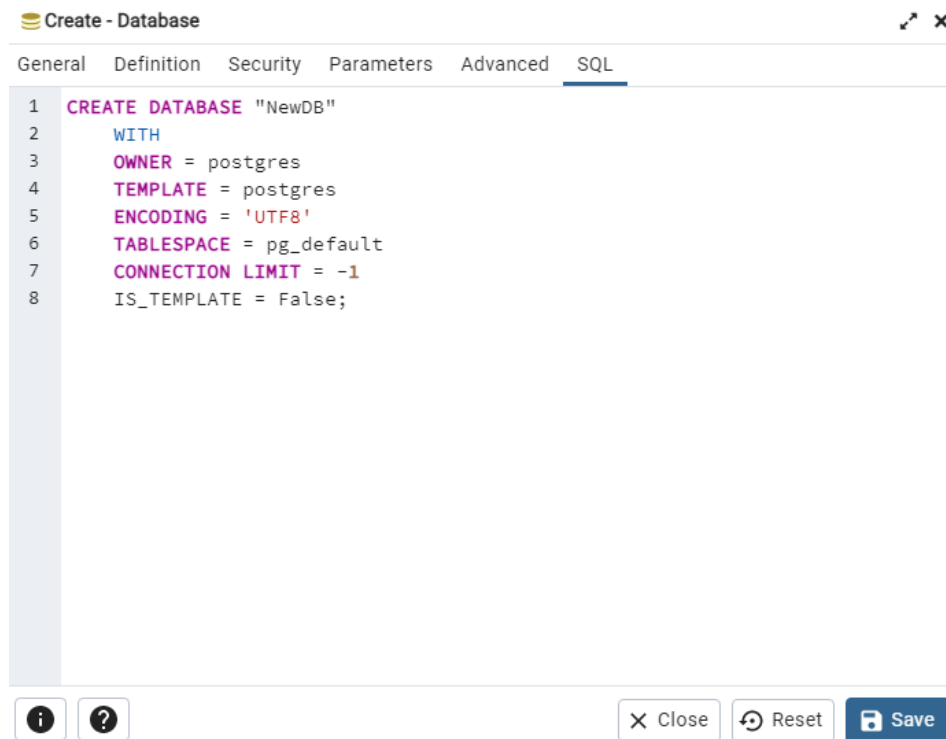 Create - Database
General Definition Security Parameters Advanced SQL
1 CREATE DATABASE "NewDB"
2 WITH
3 OWNER = postgres
4 TEMPLATE = postgres
5 ENCODING = 'UTF8'
6 TABLESPACE = pg_default
7 CONNECTION LIMIT = -1
8 IS_TEMPLATE = False;
Close Reset Save